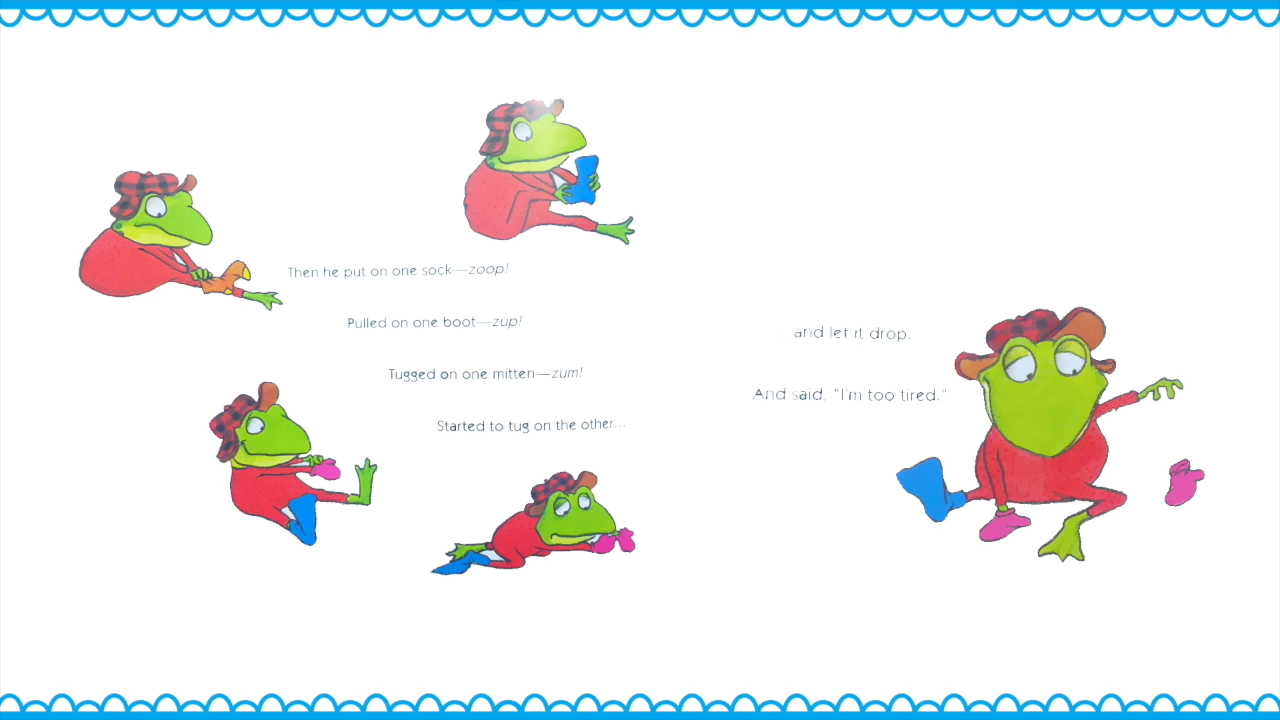 Then he put on one sock—zoop!
Pulled on one boot—zup!
Tugged on one mitten—zum!
Started to tug on the other...
and let it drop.
And said, “I’m too tired.”